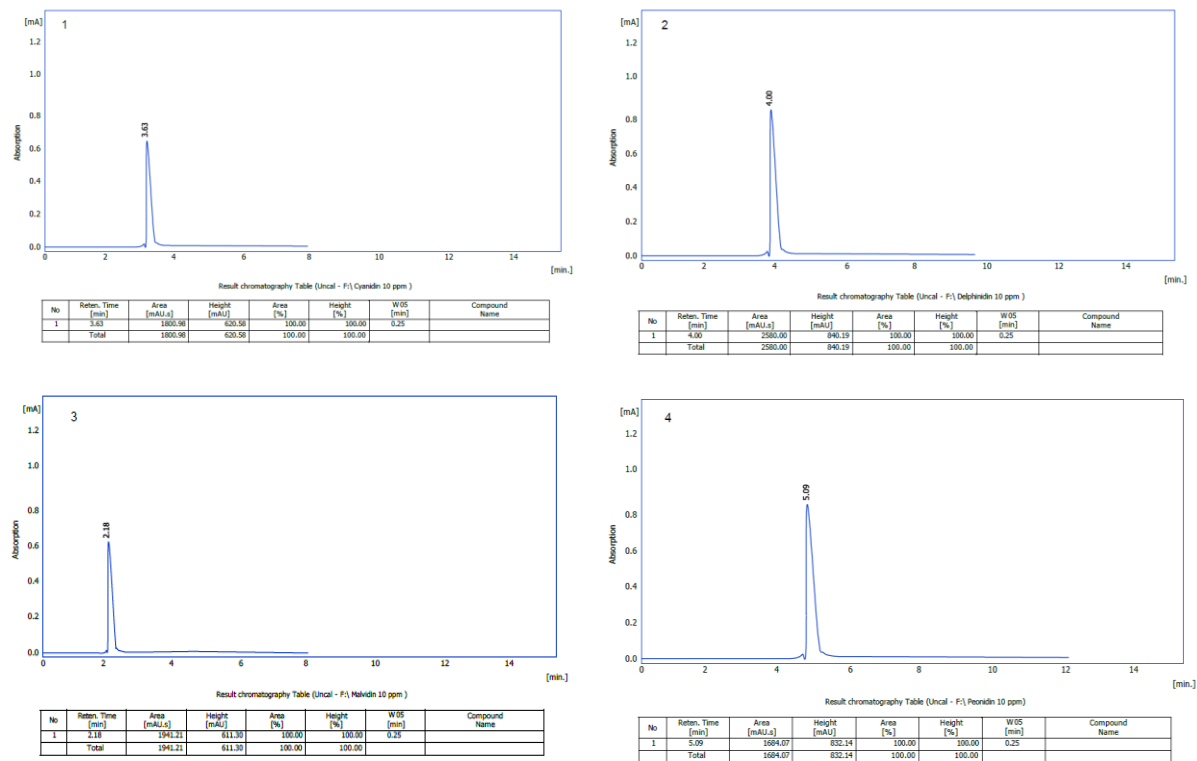 1
[mA]
1.2
1.0
0.8
0.6
0.4
0.2
0.0
Absorption
3.63
0 2 4 6 8 10 12 14
[min.]
Result chromatography Table (Uncal - F:\ Cyanidin 10 ppm )
No Reten. Time [min] Area [mAU.s] Height [mAU] Area [%] Height [%] W 05 [min] Compound Name
1 3.63 1800.98 620.58 100.00 100.00 0.25
Total 1800.98 620.58 100.00 100.00
2
[mA]
1.2
1.0
0.8
0.6
0.4
0.2
0.0
Absorption
4.00
0 2 4 6 8 10 12 14
[min.]
Result chromatography Table (Uncal - F:\ Delphinidin 10 ppm )
No Reten. Time [min] Area [mAU.s] Height [mAU] Area [%] Height [%] W 05 [min] Compound Name
1 4.00 2580.00 840.19 100.00 100.00 0.25
Total 2580.00 840.19 100.00 100.00
3
[mA]
1.2
1.0
0.8
0.6
0.4
0.2
0.0
Absorption
2.18
0 2 4 6 8 10 12 14
[min.]
Result chromatography Table (Uncal - F:\ Malvidin 10 ppm )
No Reten. Time [min] Area [mAU.s] Height [mAU] Area [%] Height [%] W 05 [min] Compound Name
1 2.18 1941.21 611.30 100.00 100.00 0.25
Total 1941.21 611.30 100.00 100.00
4
[mA]
1.2
1.0
0.8
0.6
0.4
0.2
0.0
Absorption
5.09
0 2 4 6 8 10 12 14
[min.]
Result chromatography Table (Uncal - F:\ Peonidin 10 ppm)
No Reten. Time [min] Area [mAU.s] Height [mAU] Area [%] Height [%] W 05 [min] Compound Name
1 5.09 1684.07 832.14 100.00 100.00 0.25
Total 1684.07 832.14 100.00 100.00